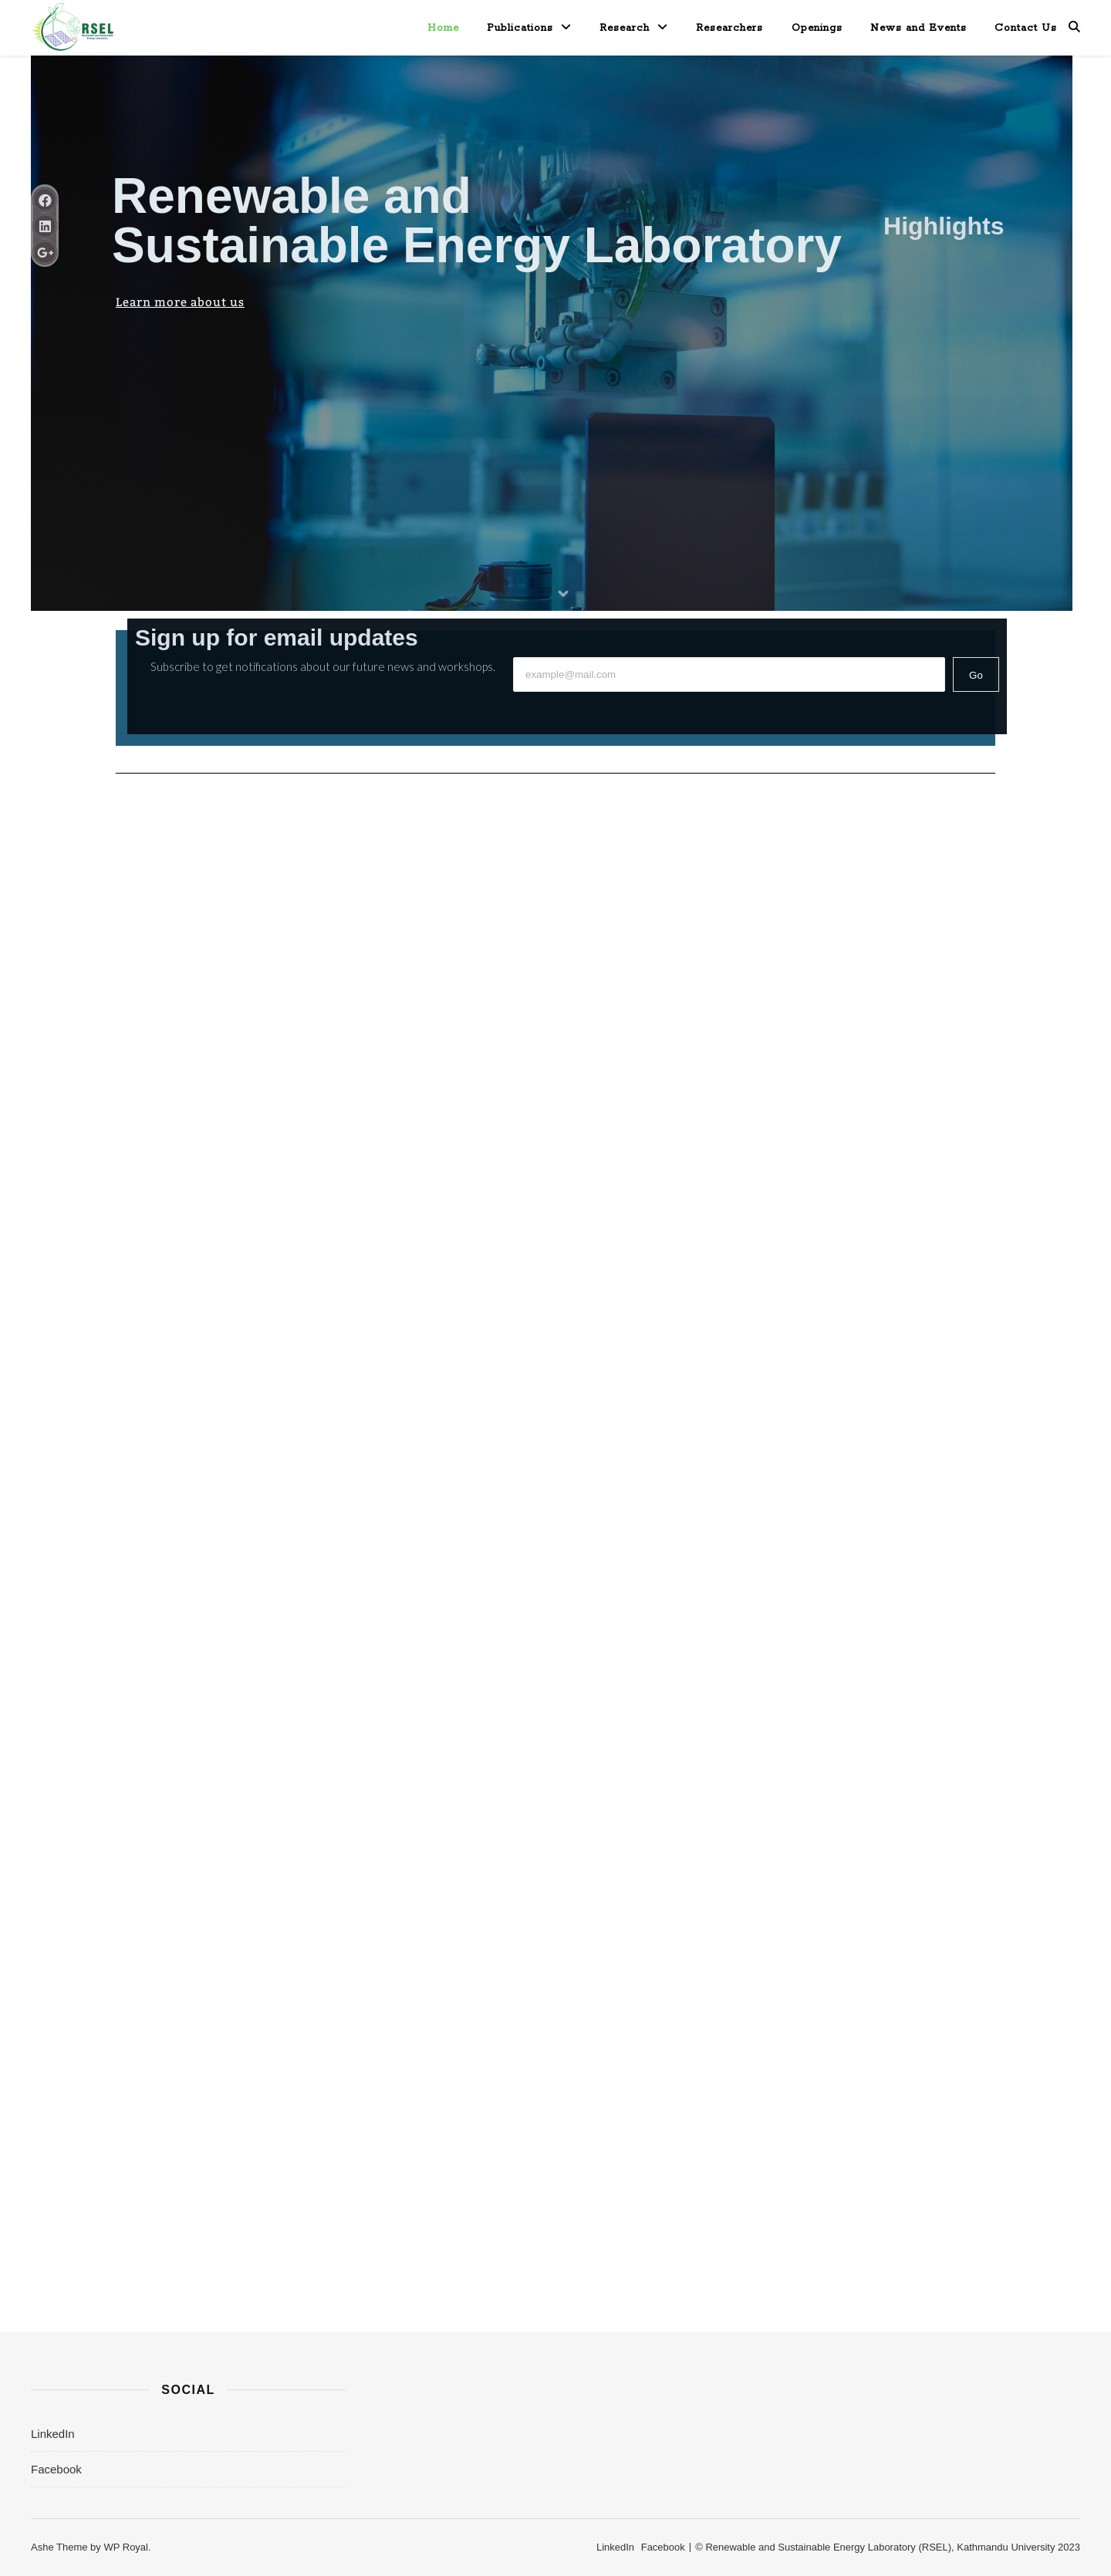 RSEL
Home Publications Research Researchers Openings News and Events Contact Us
Renewable and
Sustainable Energy Laboratory
Highlights
Learn more about us
Sign up for email updates
Subscribe to get notifications about our future news and workshops.
example@mail.com
Go
SOCIAL
LinkedIn
Facebook
Ashe Theme by WP Royal.
LinkedIn Facebook | © Renewable and Sustainable Energy Laboratory (RSEL), Kathmandu University 2023